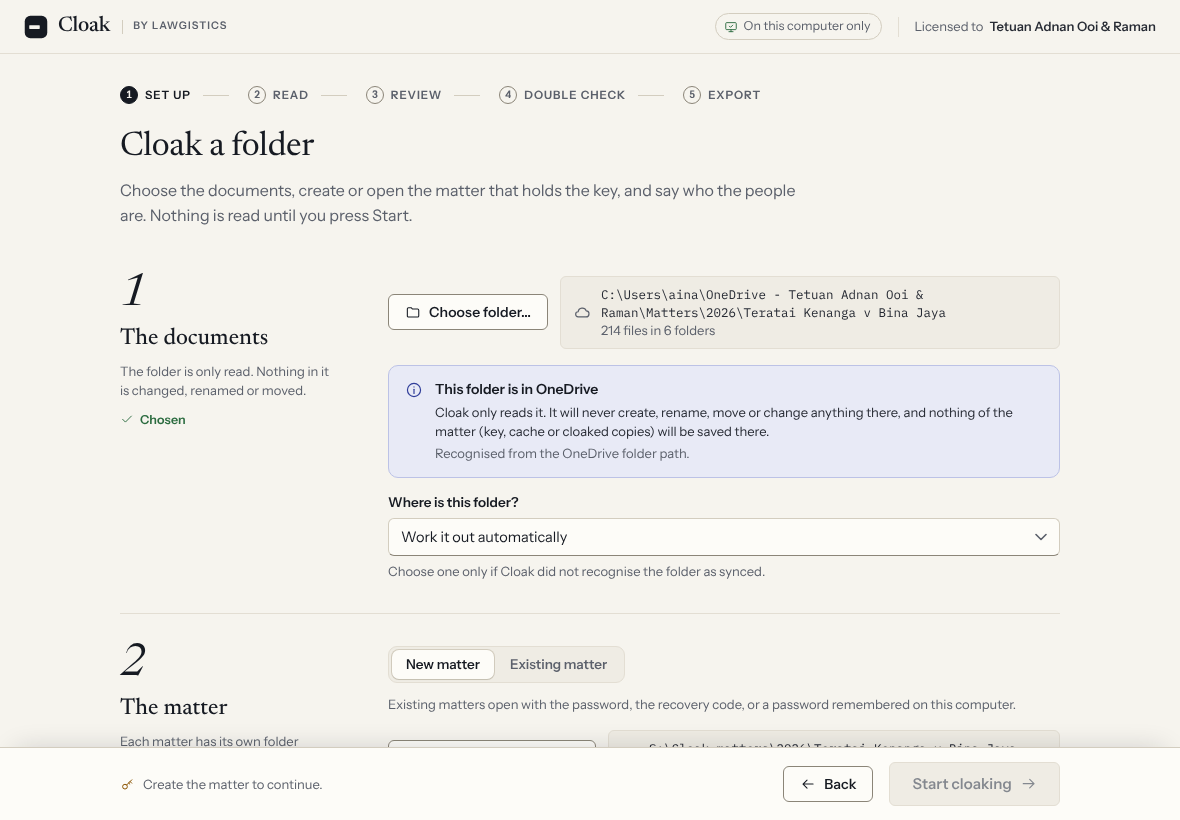 Cloak BY LAWGISTICS
On this computer only
Licensed to Tetuan Adnan Ooi & Raman
1 SET UP 2 READ 3 REVIEW 4 DOUBLE CHECK 5 EXPORT
Cloak a folder
Choose the documents, create or open the matter that holds the key, and say who the people
are. Nothing is read until you press Start.
1
The documents
The folder is only read. Nothing in it
is changed, renamed or moved.
Chosen
Choose folder...
C:\Users\aina\OneDrive - Tetuan Adnan Ooi &
Raman\Matters\2026\Teratai Kenanga v Bina Jaya
214 files in 6 folders
This folder is in OneDrive
Cloak only reads it. It will never create, rename, move or change anything there, and nothing of the
matter (key, cache or cloaked copies) will be saved there.
Recognised from the OneDrive folder path.
Where is this folder?
Work it out automatically
Choose one only if Cloak did not recognise the folder as synced.
2
The matter
Each matter has its own folder
New matter Existing matter
Existing matters open with the password, the recovery code, or a password remembered on this computer.
C:\Cloak matters\2026\Teratai Kenanga v Bina Jaya
Create the matter to continue.
Back
Start cloaking